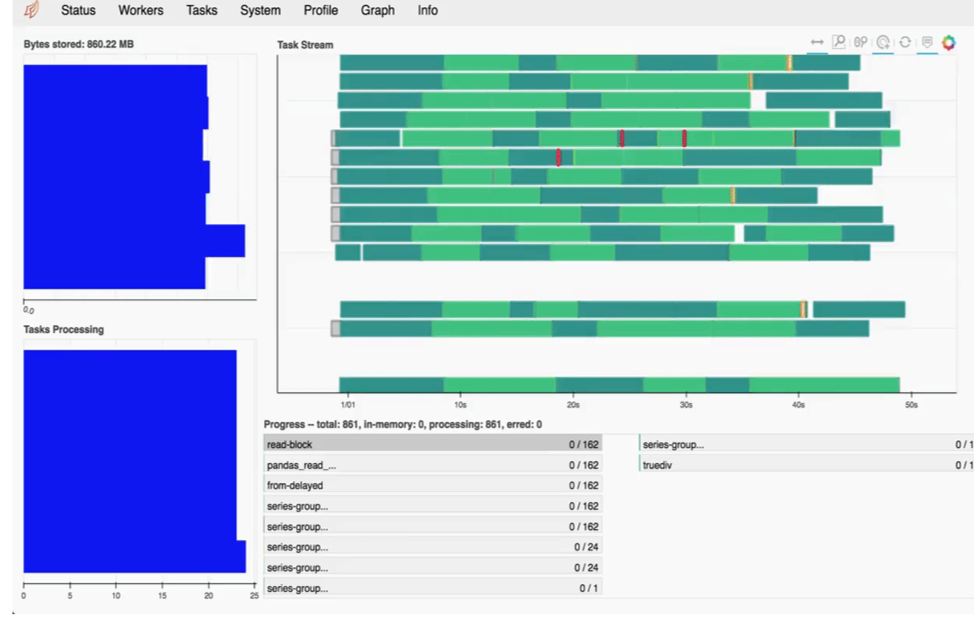 Status Workers Tasks System Profile Graph Info
Bytes stored: 860.22 MB
0.0
Tasks Processing
0 5 10 15 20 25
Task Stream
1/01 10s 20s 30s 40s 50s
Progress -- total: 861, in-memory: 0, processing: 861, erred: 0
read-block 0 / 162
pandas_read_... 0 / 162
from-delayed 0 / 162
series-group... 0 / 162
series-group... 0 / 162
series-group... 0 / 24
series-group... 0 / 24
series-group... 0 / 1
series-group... 0 / 1
truediv 0 / 1